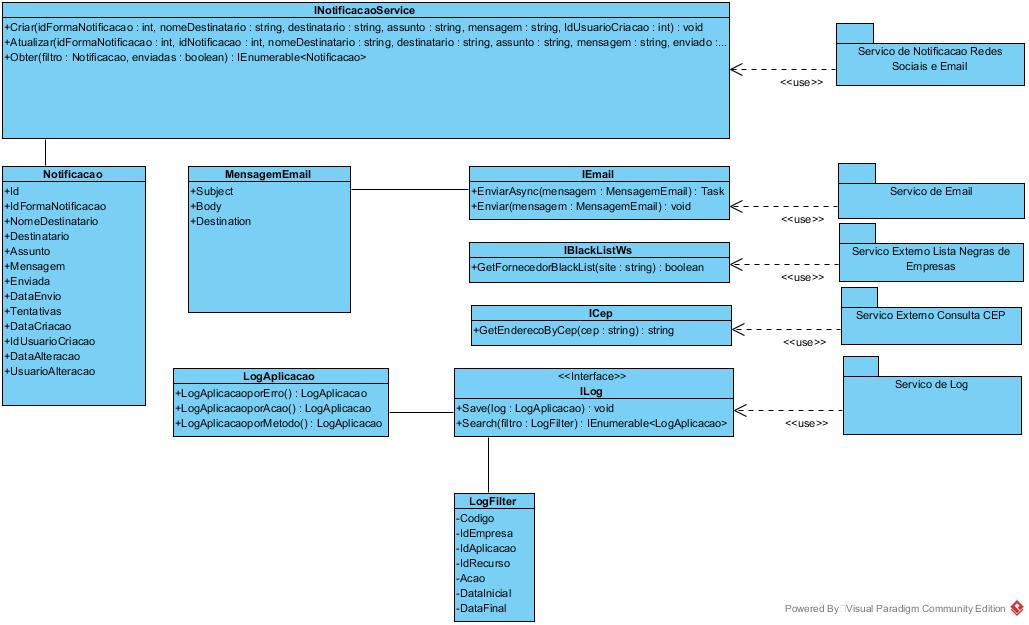 INotificacaoService
+Criar(idFormaNotificacao : int, nomeDestinatario : string, destinatario : string, assunto : string, mensagem : string, IdUsuarioCriacao : int) : void
+Atualizar(idFormaNotificacao : int, idNotificacao : int, nomeDestinatario : string, destinatario : string, assunto : string, mensagem : string, enviado :...
+Obter(filtro : Notificacao, enviadas : boolean) : IEnumerable<Notificacao>
Servico de Notificacao Redes
Sociais e Email
<<use>>
Notificacao
+Id
+IdFormaNotificacao
+NomeDestinatario
+Destinatario
+Assunto
+Mensagem
+Enviada
+DataEnvio
+Tentativas
+DataCriacao
+IdUsuarioCriacao
+DataAlteracao
+UsuarioAlteracao
MensagemEmail
+Subject
+Body
+Destination
IEmail
+EnviarAsync(mensagem : MensagemEmail) : Task
+Enviar(mensagem : MensagemEmail) : void
Servico de Email
<<use>>
IBlackListWs
+GetFornecedorBlackList(site : string) : boolean
Servico Externo Lista Negras de
Empresas
<<use>>
ICep
+GetEnderecoByCep(cep : string) : string
Servico Externo Consulta CEP
<<use>>
LogAplicacao
+LogAplicacaoporErro() : LogAplicacao
+LogAplicacaoporAcao() : LogAplicacao
+LogAplicacaoporMetodo() : LogAplicacao
<<Interface>>
ILog
+Save(log : LogAplicacao) : void
+Search(filtro : LogFilter) : IEnumerable<LogAplicacao>
Servico de Log
<<use>>
LogFilter
-Codigo
-IdEmpresa
-IdAplicacao
-IdRecurso
-Acao
-DataInicial
-DataFinal
Powered By Visual Paradigm Community Edition